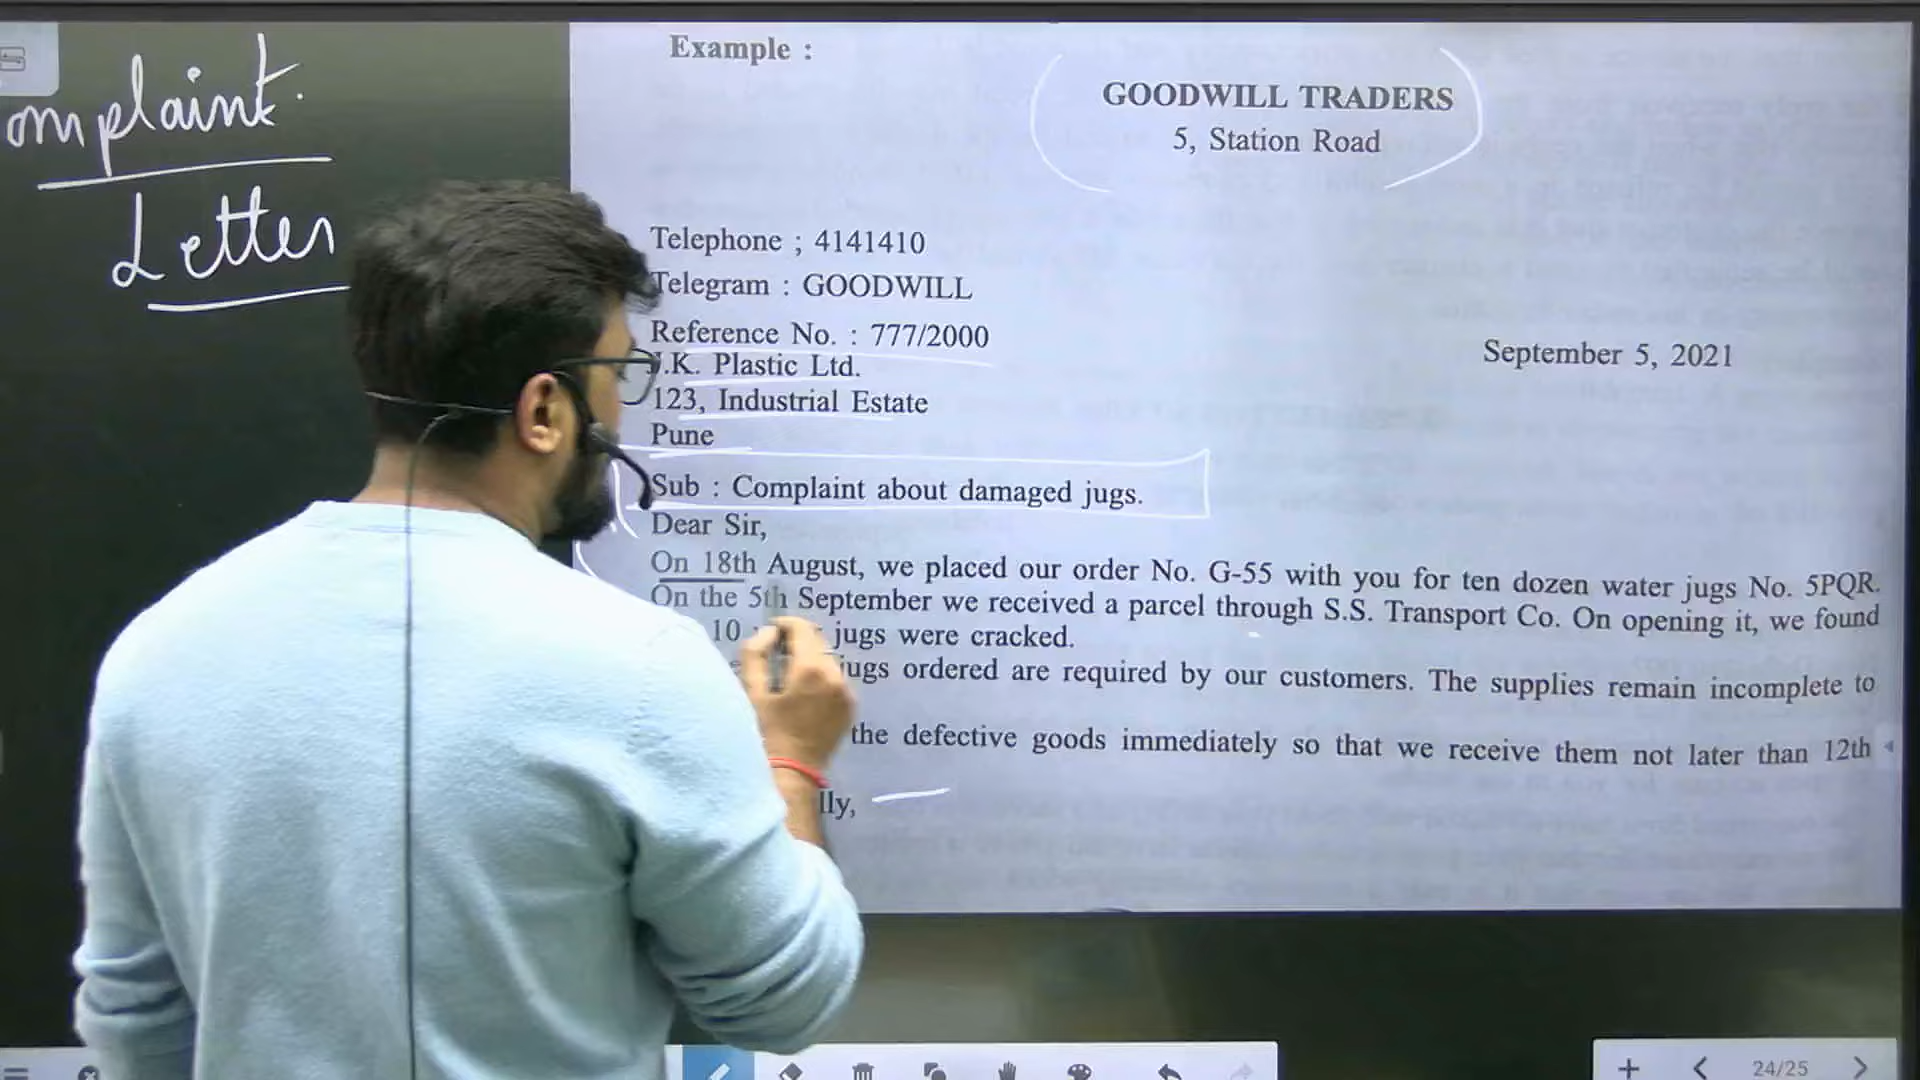 omplaint.
Letter
Example :
GOODWILL TRADERS
5, Station Road
Telephone ; 4141410
Telegram : GOODWILL
Reference No. : 777/2000
J.K. Plastic Ltd.
September 5, 2021
123, Industrial Estate
Pune
Sub : Complaint about damaged jugs.
Dear Sir,
On 18th August, we placed our order No. G-55 with you for ten dozen water jugs No. 5PQR.
On the 5th September we received a parcel through S.S. Transport Co. On opening it, we found
10 jugs were cracked.
jugs ordered are required by our customers. The supplies remain incomplete to
the defective goods immediately so that we receive them not later than 12th
lly,
24/25